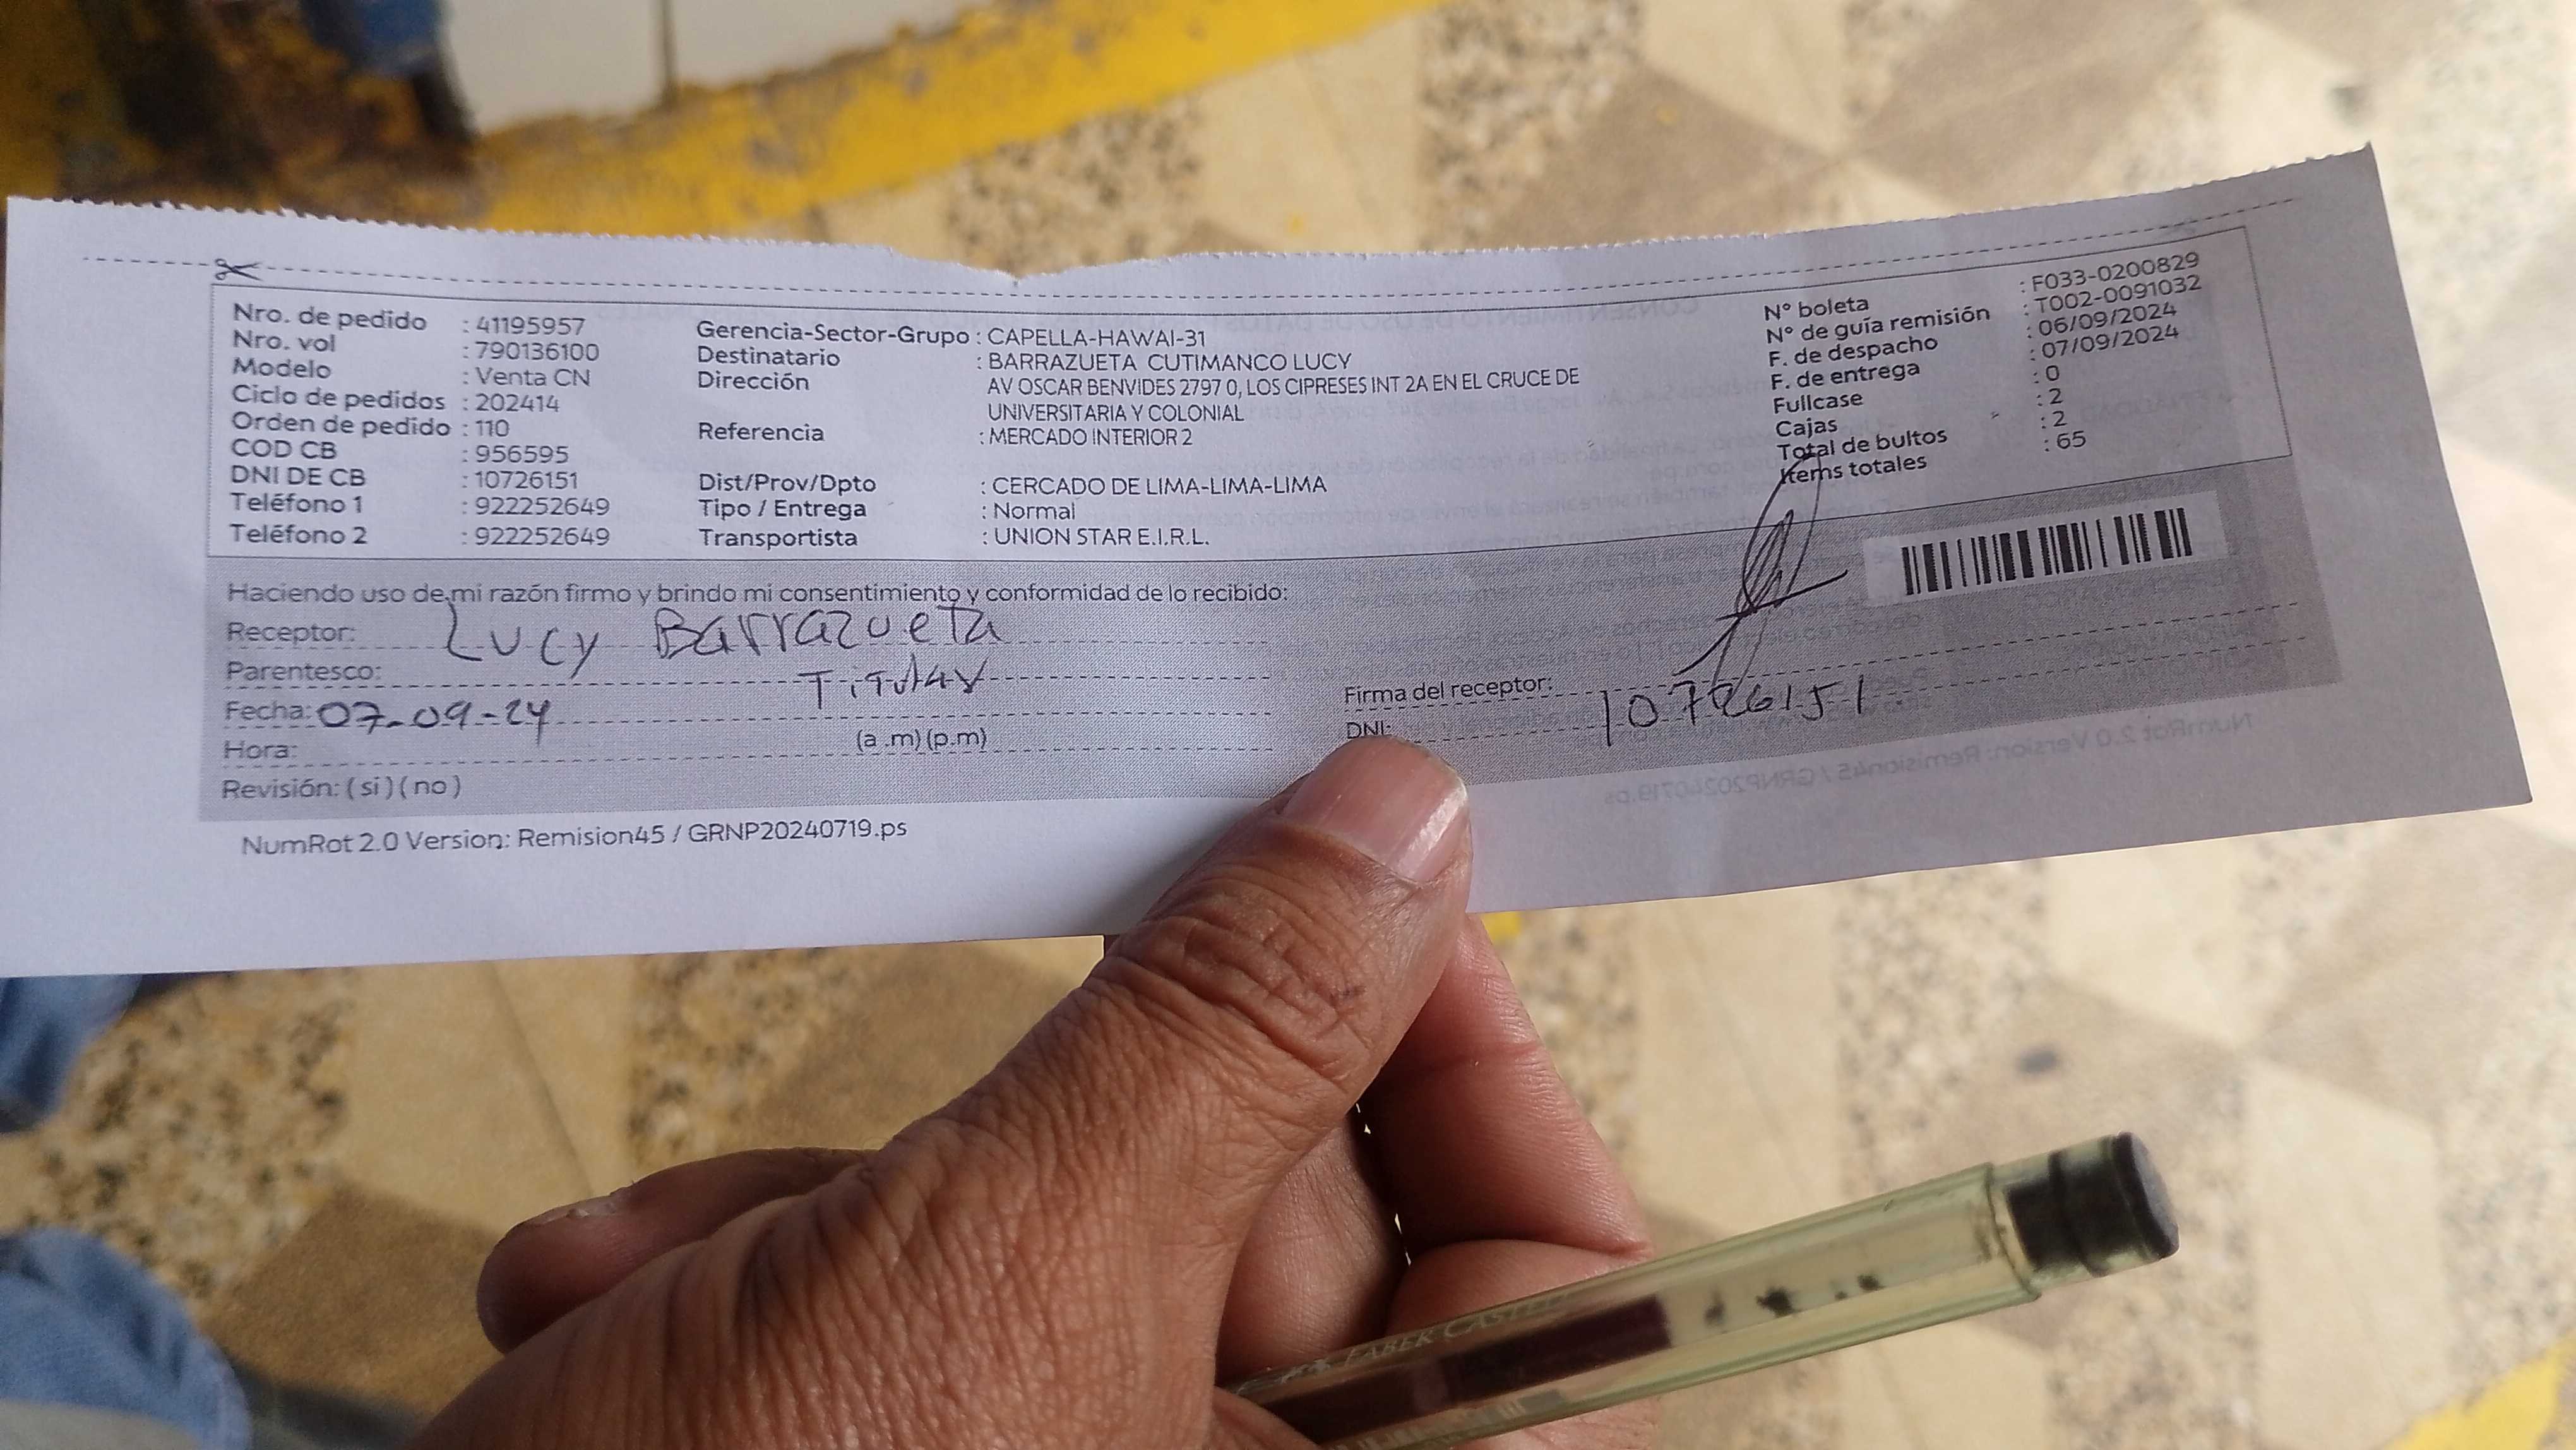 Nro. de pedido : 41195957
Nro. vol : 790136100
Modelo : Venta CN
Ciclo de pedidos : 202414
Orden de pedido : 110
COD CB : 956595
DNI DE CB : 10726151
Teléfono 1 : 922252649
Teléfono 2 : 922252649
Gerencia-Sector-Grupo : CAPELLA-HAWAI-31
Destinatario : BARRAZUETA CUTIMANCO LUCY
Dirección AV OSCAR BENVIDES 2797 0, LOS CIPRESES INT 2A EN EL CRUCE DE
UNIVERSITARIA Y COLONIAL
Referencia : MERCADO INTERIOR 2
Dist/Prov/Dpto : CERCADO DE LIMA-LIMA-LIMA
Tipo / Entrega : Normal
Transportista : UNION STAR E.I.R.L.
N° boleta : F033-0200829
N° de guía remisión : T002-0091032
F. de despacho : 06/09/2024
F. de entrega : 07/09/2024
Fullcase : 0
Cajas : 2
Total de bultos : 2
Items totales : 65
Haciendo uso de mi razón firmo y brindo mi consentimiento y conformidad de lo recibido:
Receptor: Lucy Barrazueta
Parentesco: Titular
Fecha: 07-09-24
Hora: (a .m) (p.m)
Revisión: ( si ) ( no )
Firma del receptor:
DNI: 10726151
NumRot 2.0 Version: Remision45 / GRNP20240719.ps
FABER CASTELL